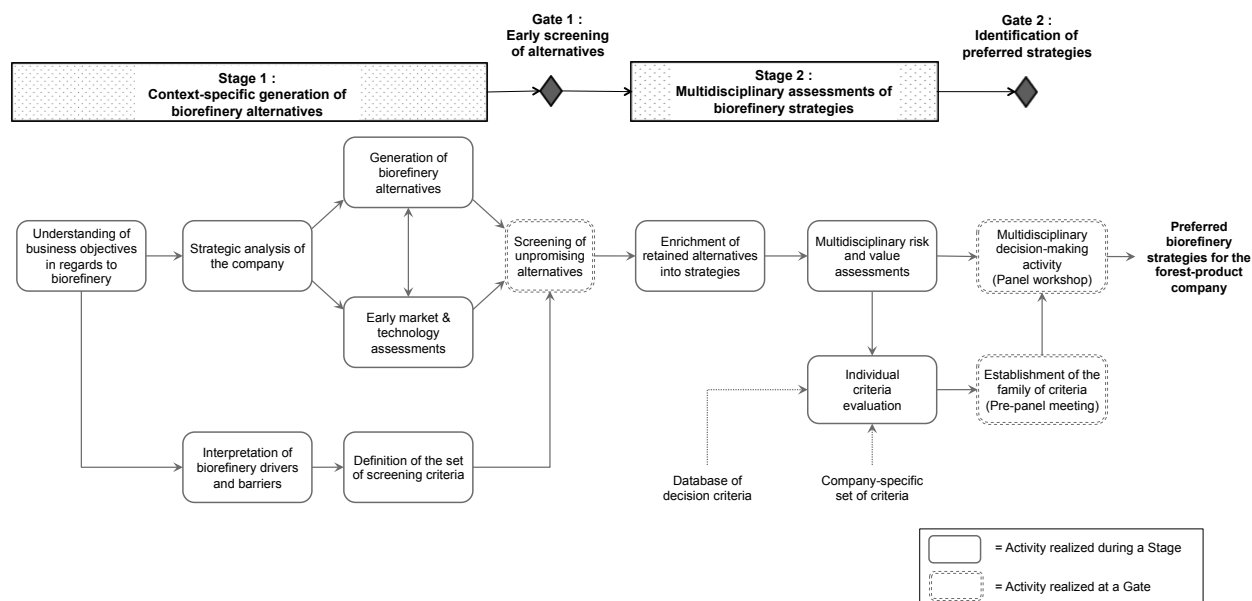 Gate 1 :
Early screening
of alternatives
Gate 2 :
Identification of
preferred strategies
Stage 1 :
Context-specific generation of
biorefinery alternatives
Stage 2 :
Multidisciplinary assessments of
biorefinery strategies
Generation of
biorefinery
alternatives
Understanding of
business objectives
in regards to
biorefinery
Strategic analysis of
the company
Screening of
unpromising
alternatives
Enrichment of
retained alternatives
into strategies
Multidisciplinary risk
and value
assessments
Multidisciplinary
decision-making
activity
(Panel workshop)
Preferred
biorefinery
strategies for the
forest-product
company
Early market &
technology
assessments
Individual
criteria
evaluation
Establishment of the
family of criteria
(Pre-panel meeting)
Interpretation of
biorefinery drivers
and barriers
Definition of the set
of screening criteria
Database of
decision criteria
Company-specific
set of criteria
= Activity realized during a Stage
= Activity realized at a Gate